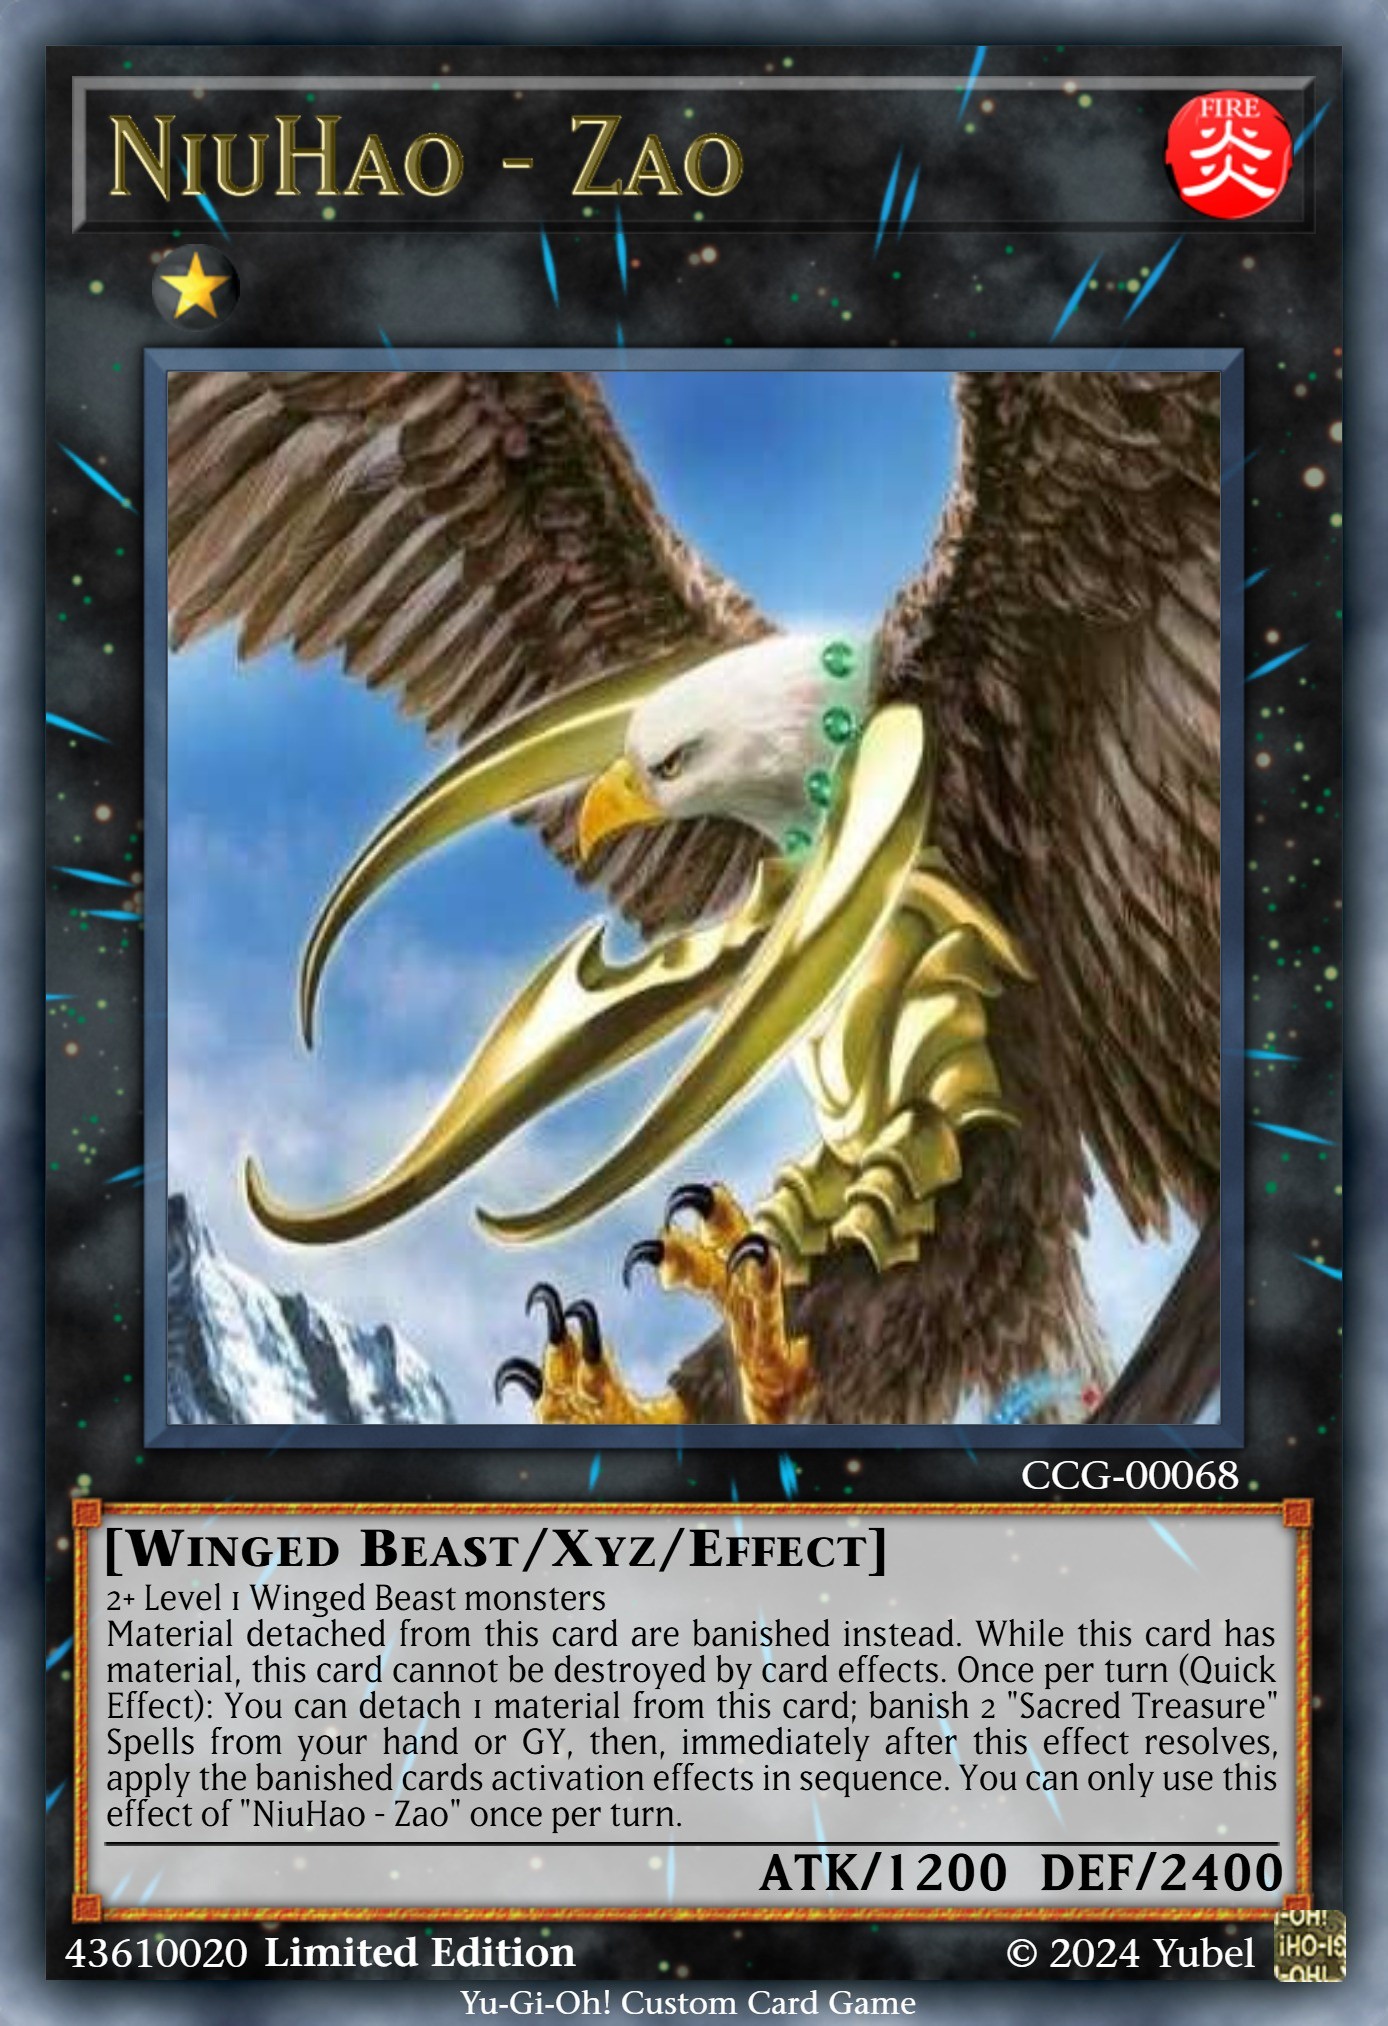 NiuHao - Zao
FIRE
炎
CCG-00068
[Winged Beast/Xyz/Effect]
2+ Level 1 Winged Beast monsters
Material detached from this card are banished instead. While this card has
material, this card cannot be destroyed by card effects. Once per turn (Quick
Effect): You can detach 1 material from this card; banish 2 "Sacred Treasure"
Spells from your hand or GY, then, immediately after this effect resolves,
apply the banished cards activation effects in sequence. You can only use this
effect of "NiuHao - Zao" once per turn.
ATK/1200 DEF/2400
43610020 Limited Edition
© 2024 Yubel
Yu-Gi-Oh! Custom Card Game